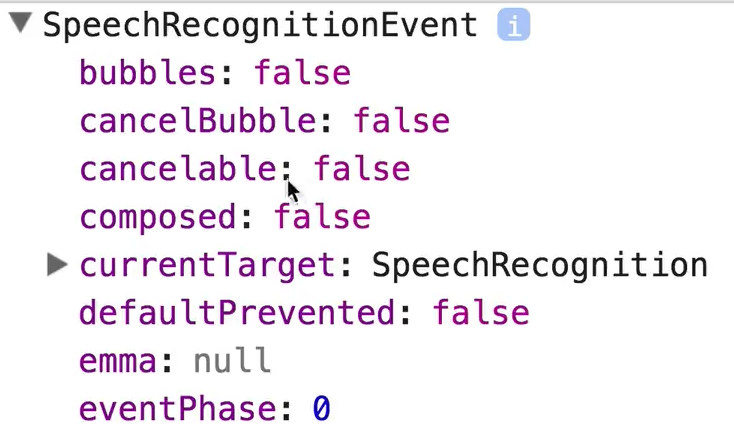 SpeechRecognitionEvent i
bubbles: false
cancelBubble: false
cancelable: false
composed: false
currentTarget: SpeechRecognition
defaultPrevented: false
emma: null
eventPhase: 0